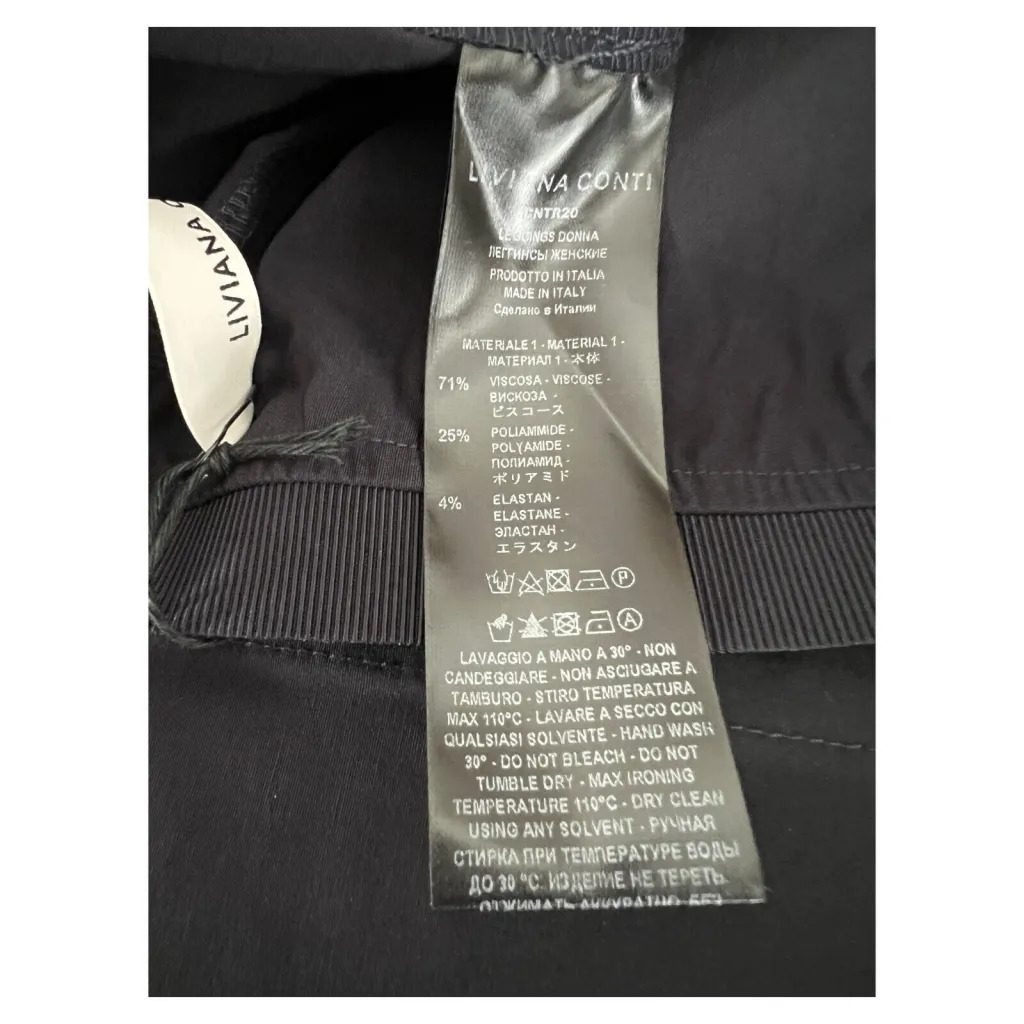 LIVIANA CONTI
CNTR20
LEGGINGS DONNA
ЛЕГГИНСЫ ЖЕНСКИЕ
PRODOTTO IN ITALIA
MADE IN ITALY
Сделано в Италии
MATERIALE 1 - MATERIAL 1 -
МАТЕРИАЛ 1 - 本体
71% VISCOSA - VISCOSE -
ВИСКОЗА -
ビスコース
25% POLIAMMIDE -
POLYAMIDE -
ПОЛИАМИД -
ポリアミド
4% ELASTAN -
ELASTANE -
ЭЛАСТАН -
エラスタン
P
A
LAVAGGIO A MANO A 30° - NON
CANDEGGIARE - NON ASCIUGARE A
TAMBURO - STIRO TEMPERATURA
MAX 110°C - LAVARE A SECCO CON
QUALSIASI SOLVENTE - HAND WASH
30° - DO NOT BLEACH - DO NOT
TUMBLE DRY - MAX IRONING
TEMPERATURE 110°C - DRY CLEAN
USING ANY SOLVENT - РУЧНАЯ
СТИРКА ПРИ ТЕМПЕРАТУРЕ ВОДЫ
ДО 30 °C. ИЗДЕЛИЕ НЕ ТЕРЕТЬ.
ОТЖИМАТЬ АККУРАТНО, БЕЗ
LIVIANA